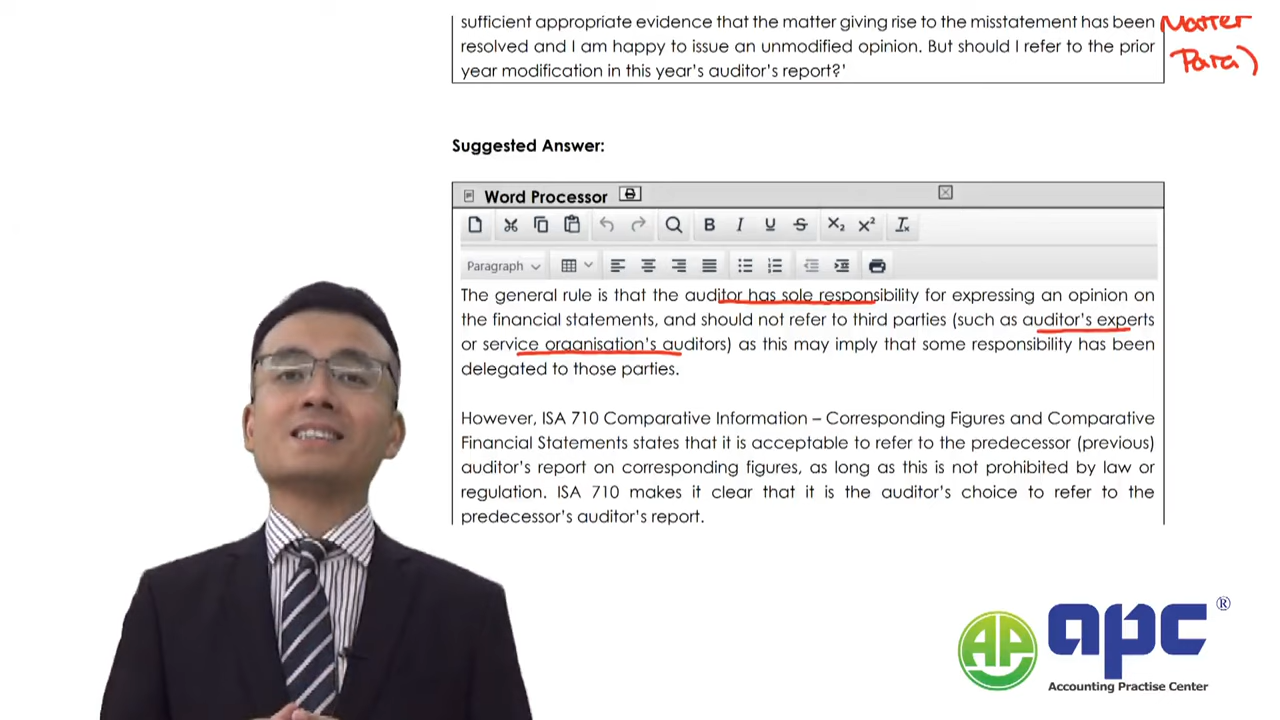 sufficient appropriate evidence that the matter giving rise to the misstatement has been
resolved and I am happy to issue an unmodified opinion. But should I refer to the prior
year modification in this year's auditor's report?'
Matter
Para)
Suggested Answer:
Word Processor
B I U S X₂ X² Tx
Paragraph
The general rule is that the auditor has sole responsibility for expressing an opinion on
the financial statements, and should not refer to third parties (such as auditor's experts
or service organisation's auditors) as this may imply that some responsibility has been
delegated to those parties.
However, ISA 710 Comparative Information – Corresponding Figures and Comparative
Financial Statements states that it is acceptable to refer to the predecessor (previous)
auditor's report on corresponding figures, as long as this is not prohibited by law or
regulation. ISA 710 makes it clear that it is the auditor's choice to refer to the
predecessor's auditor's report.
AP apc ®
Accounting Practise Center